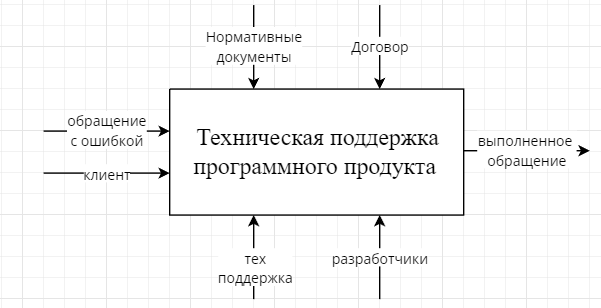 Нормативные
документы
Договор
обращение
с ошибкой
клиент
Техническая поддержка
программного продукта
выполненное
обращение
тех
поддержка
разработчики